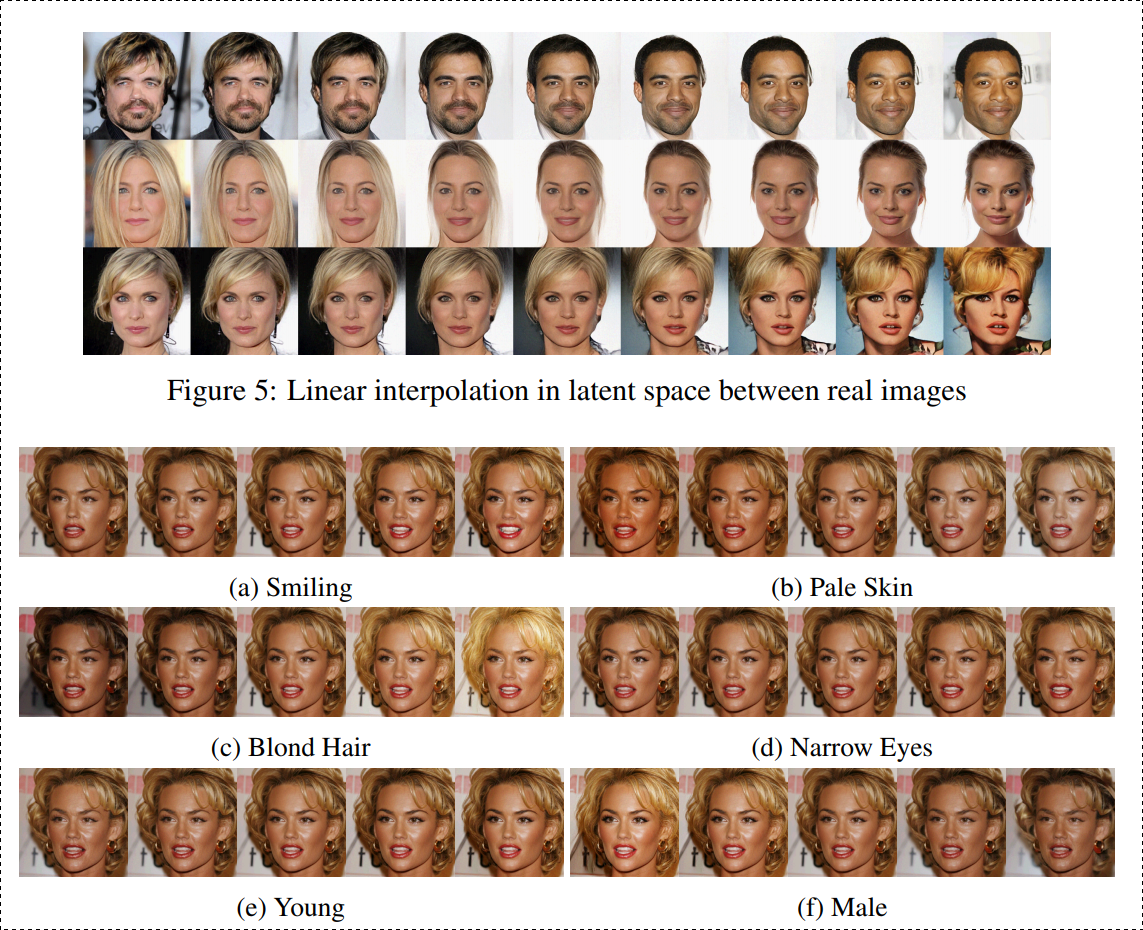 Figure 5: Linear interpolation in latent space between real images
(a) Smiling
(b) Pale Skin
(c) Blond Hair
(d) Narrow Eyes
(e) Young
(f) Male